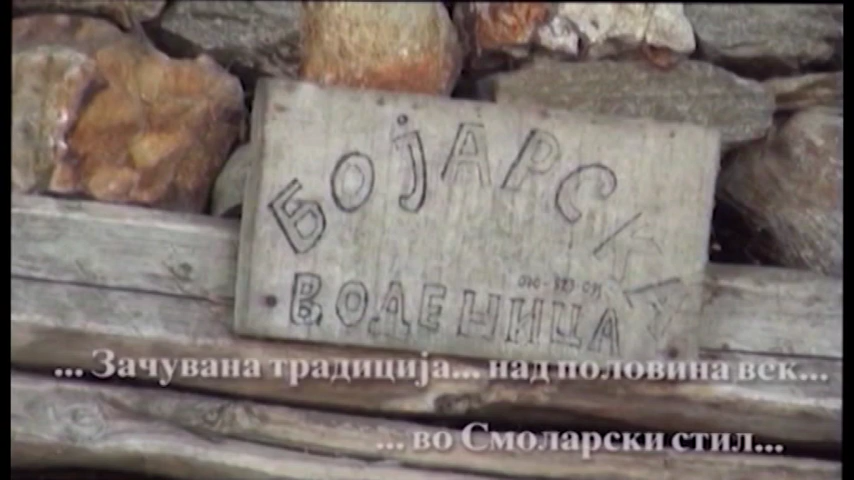 БОЈАРСКА
ВОДЕНИЦА
... Зачувана традиција... над половина век...
... во Смоларски стил...